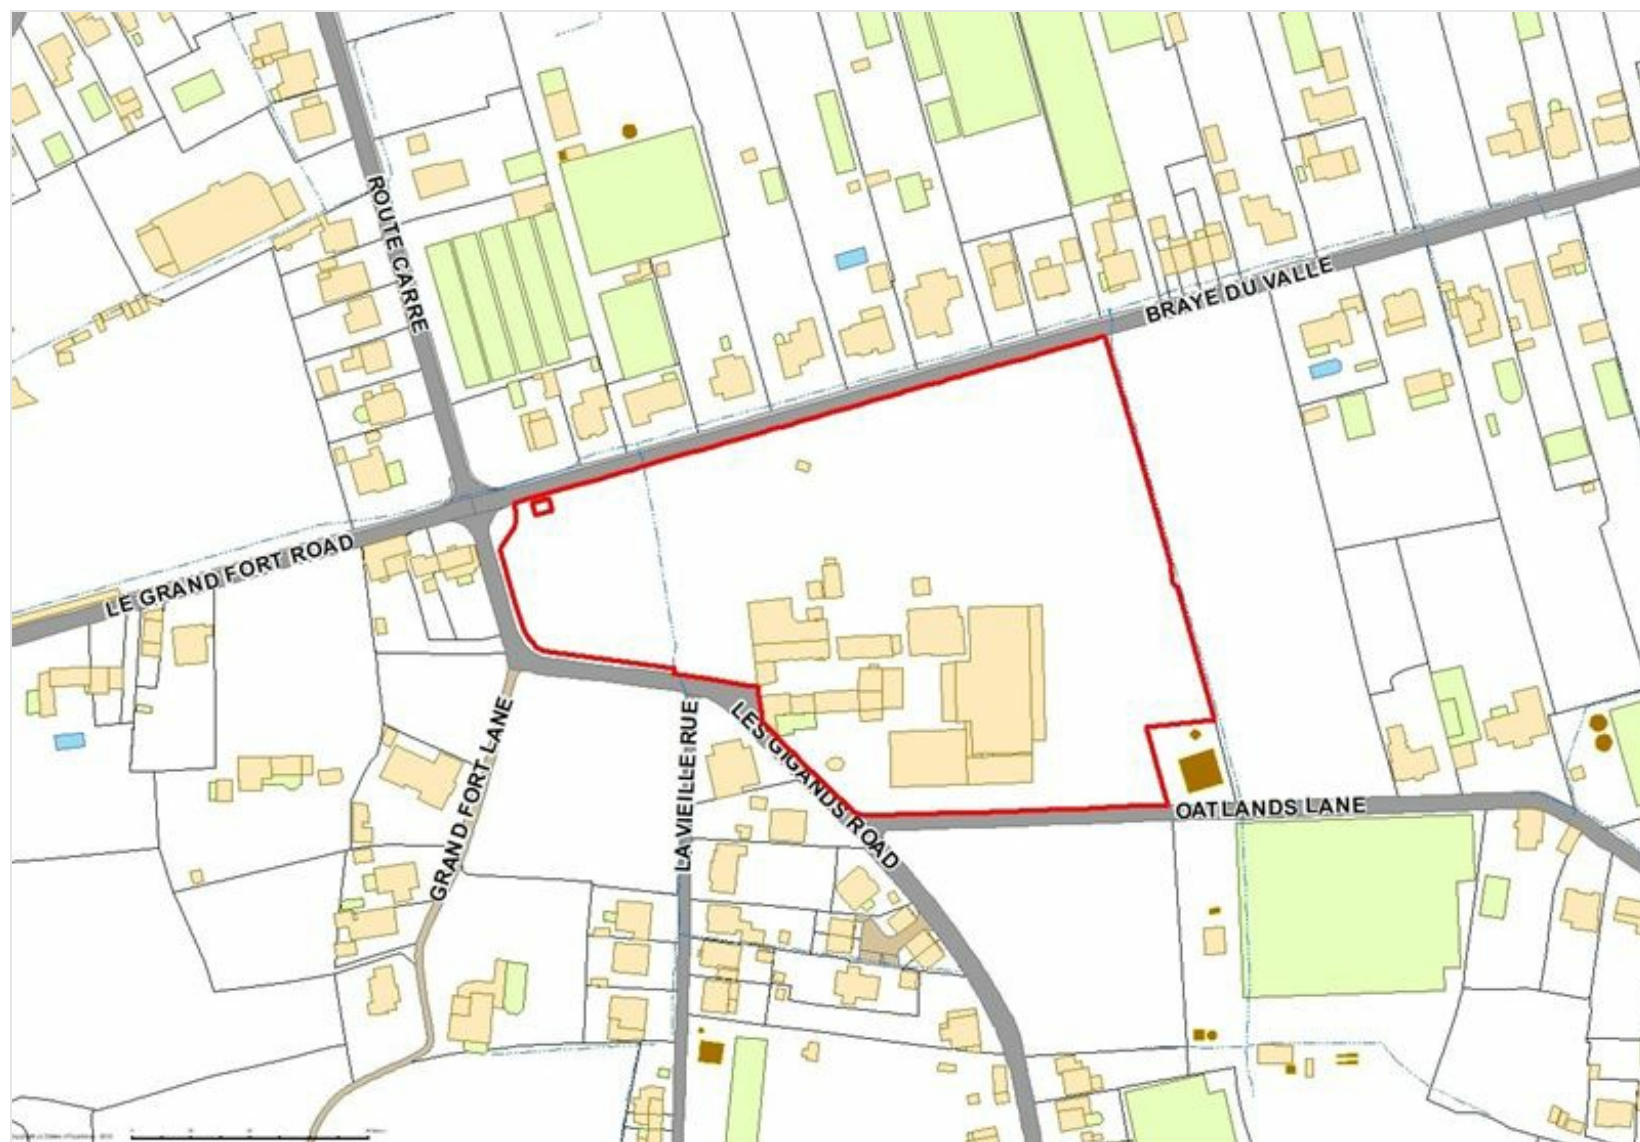 ROUTE CARRE
BRAYE DU VALLE
LE GRAND FORT ROAD
GRAND FORT LANE
LA VIEILLE RUE
LES GIGANDS ROAD
OATLANDS LANE